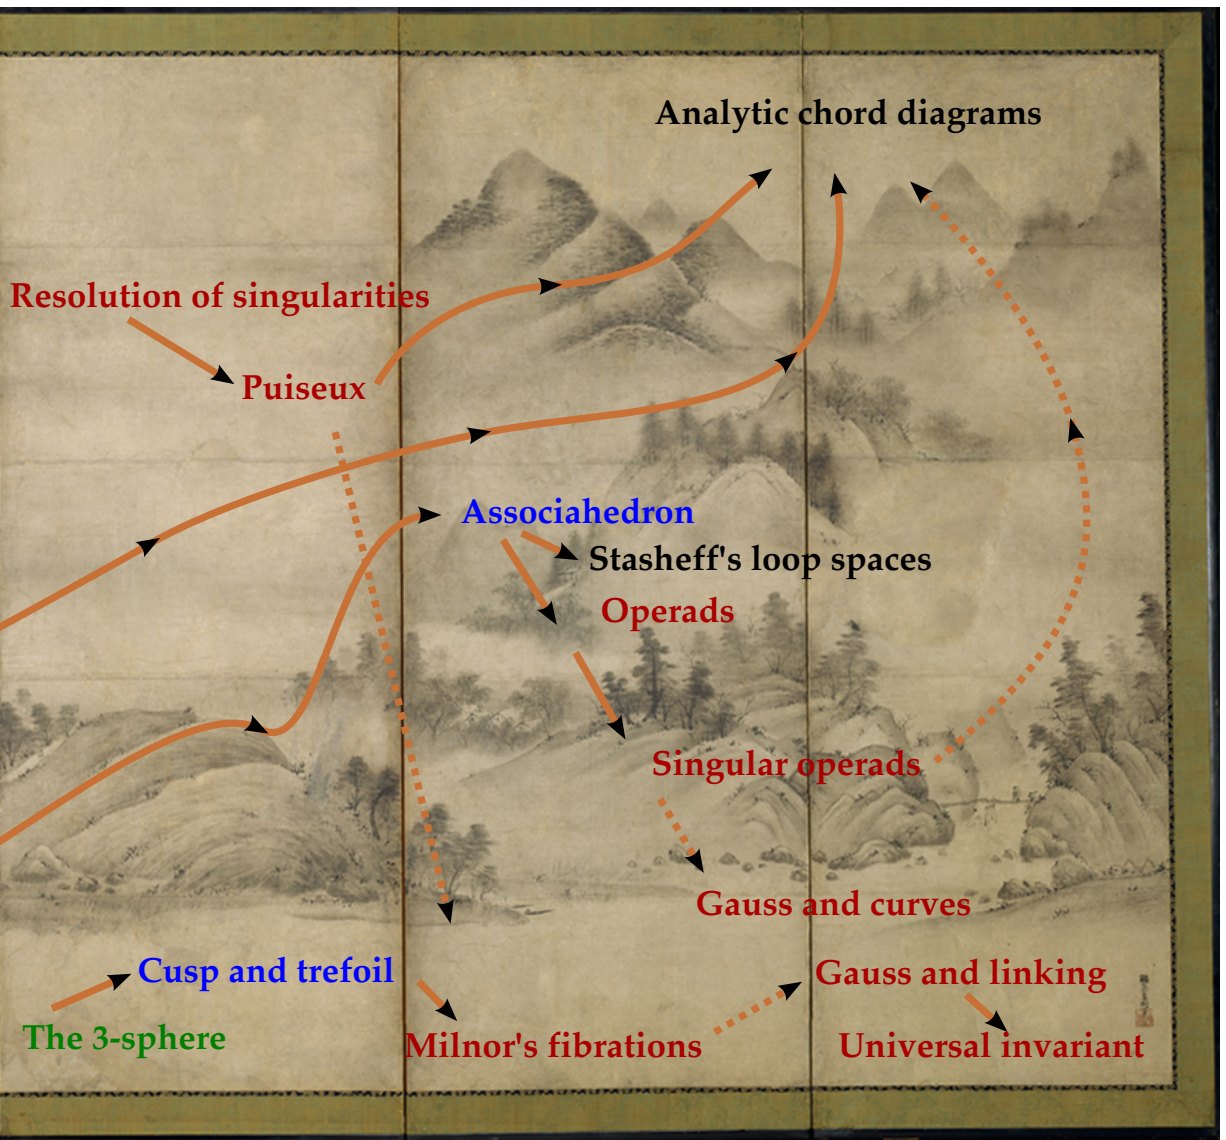 Analytic chord diagrams
Resolution of singularities
Puiseux
Associahedron
Stasheff's loop spaces
Operads
Singular operads
Gauss and curves
Cusp and trefoil
Gauss and linking
The 3-sphere
Milnor's fibrations
Universal invariant